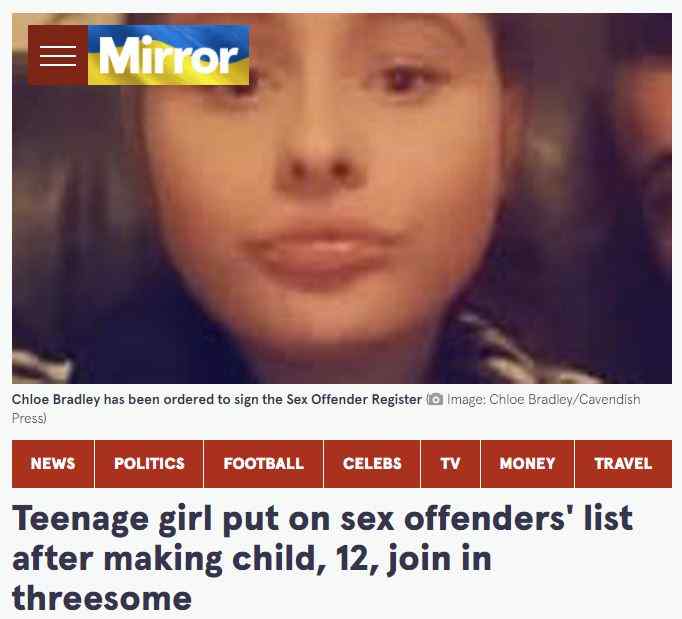 Mirror
Chloe Bradley has been ordered to sign the Sex Offender Register (Image: Chloe Bradley/Cavendish
Press)
NEWS POLITICS FOOTBALL CELEBS TV MONEY TRAVEL
Teenage girl put on sex offenders' list
after making child, 12, join in
threesome